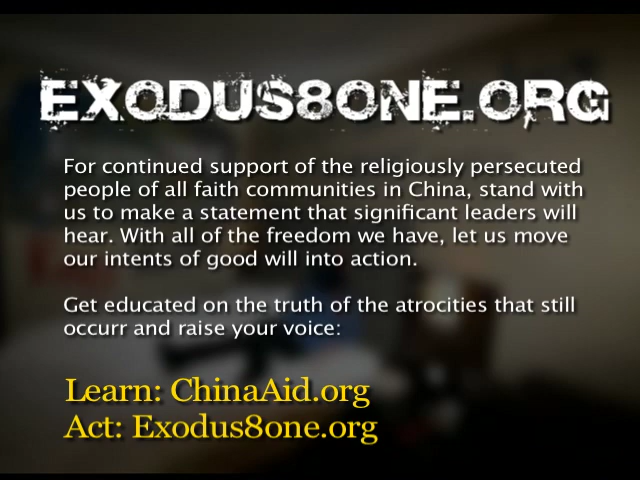 EXODUS8ONE.ORG
For continued support of the religiously persecuted
people of all faith communities in China, stand with
us to make a statement that significant leaders will
hear. With all of the freedom we have, let us move
our intents of good will into action.
Get educated on the truth of the atrocities that still
occurr and raise your voice:
Learn: ChinaAid.org
Act: Exodus8one.org